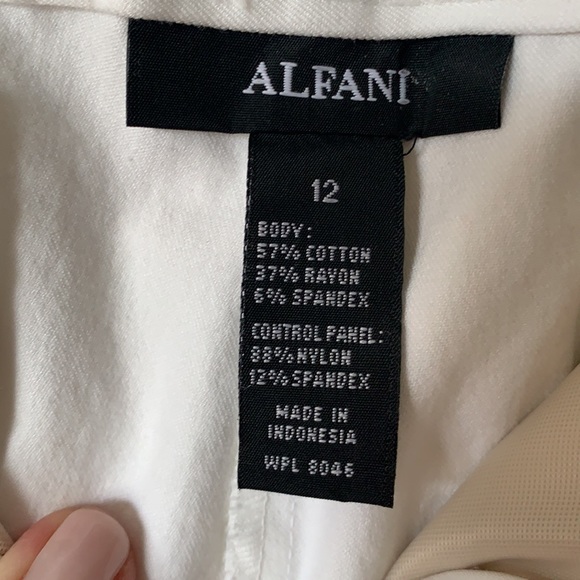 ALFANI
12
BODY:
57% COTTON
37% RAYON
6% SPANDEX
CONTROL PANEL:
88% NYLON
12% SPANDEX
MADE IN
INDONESIA
WPL 8046